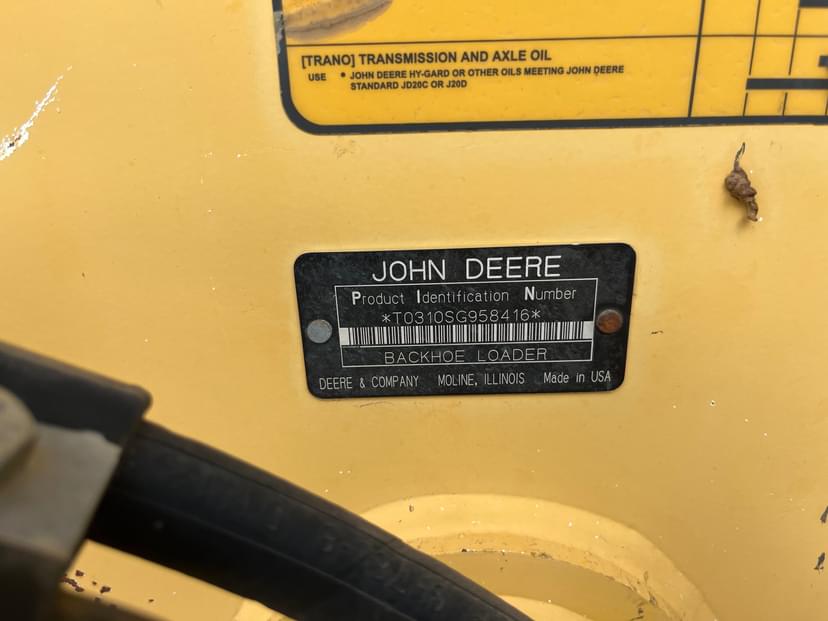 [TRANO] TRANSMISSION AND AXLE OIL
USE • JOHN DEERE HY-GARD OR OTHER OILS MEETING JOHN DEERE
STANDARD JD20C OR J20D
JOHN DEERE
Product Identification Number
*T0310SG958416*
BACKHOE LOADER
DEERE & COMPANY MOLINE, ILLINOIS Made in USA